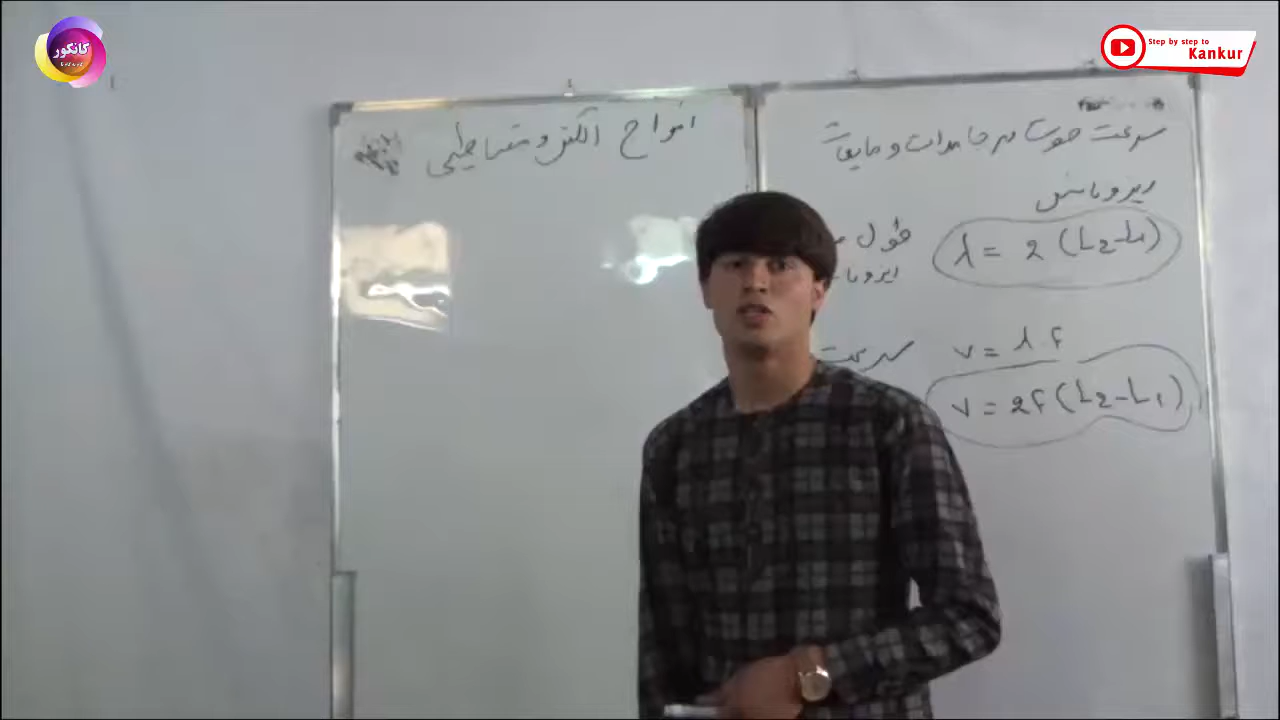 کانکور
Step by step to
Kankur
امواج الکترومقناطیسی
سرعت صوت در جامدات و مایعات
ریزونانس
λ = 2 (L2-L1)
طول
سرعت
v = λ f
v = 2f (L2-L1)